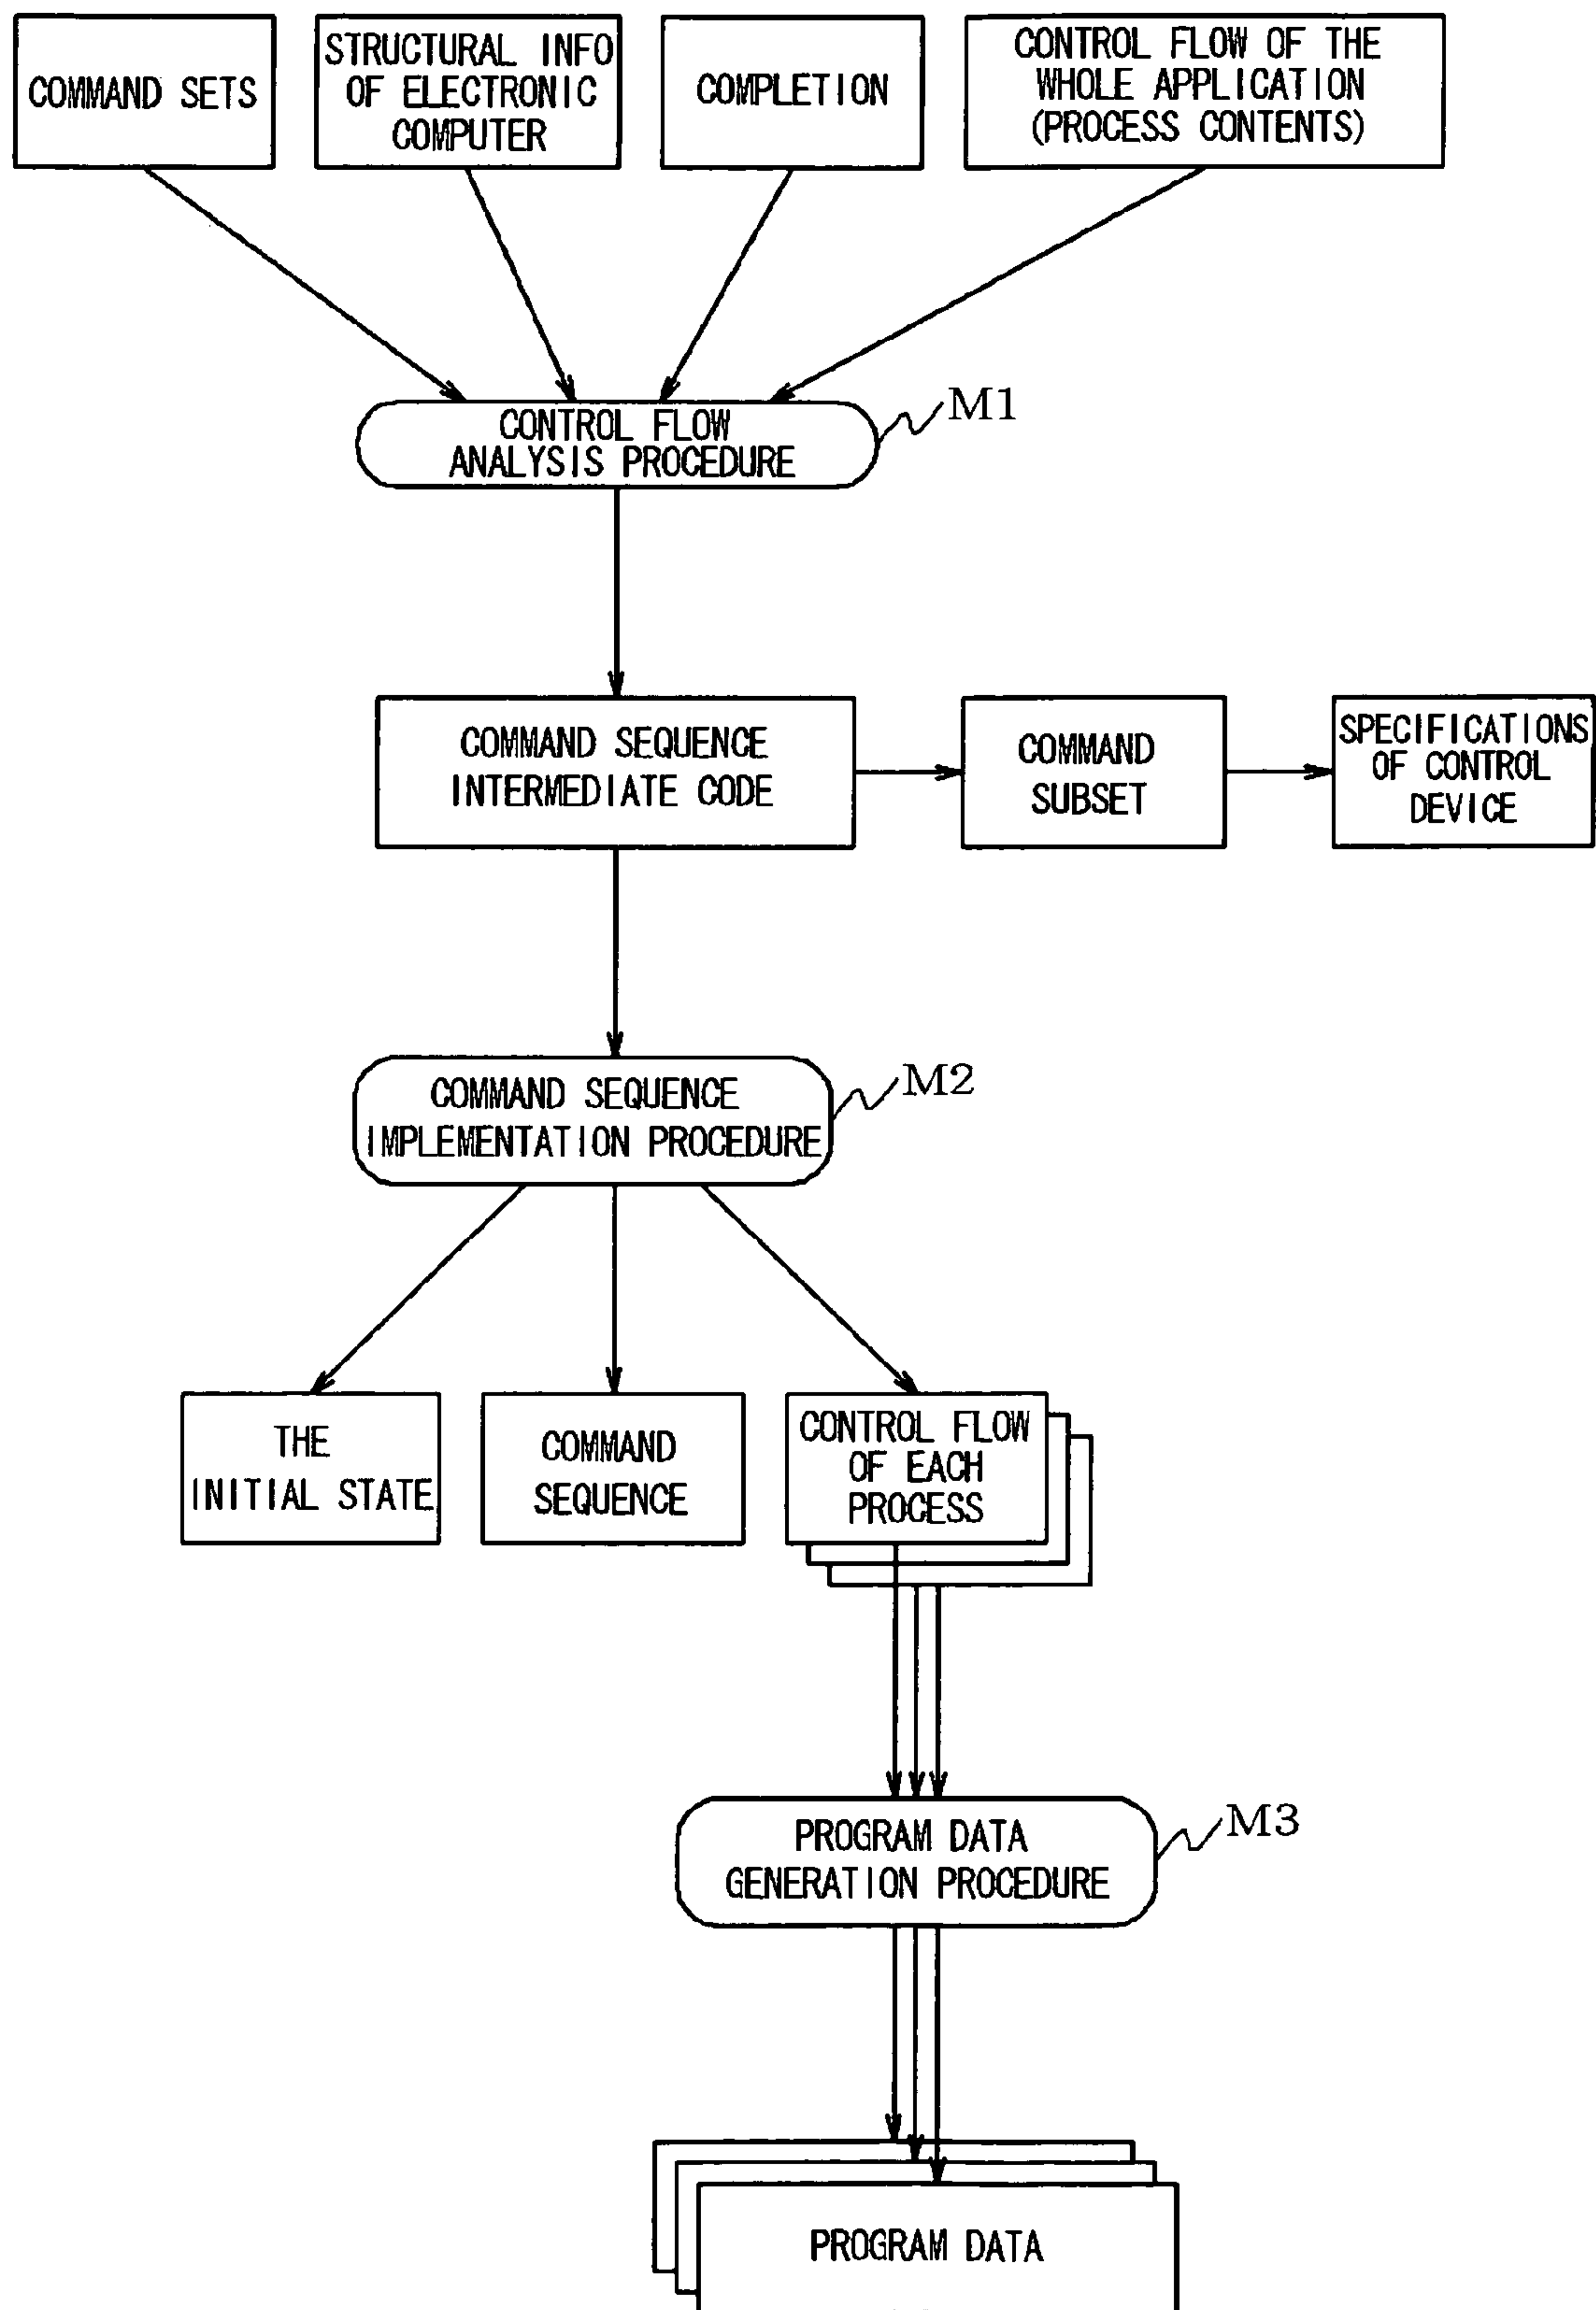 COMMAND SETS
STRUCTURAL INFO
OF ELECTRONIC
COMPUTER
COMPLETION
CONTROL FLOW OF THE
WHOLE APPLICATION
(PROCESS CONTENTS)
CONTROL FLOW
ANALYSIS PROCEDURE
M1
COMMAND SEQUENCE
INTERMEDIATE CODE
COMMAND
SUBSET
SPECIFICATIONS
OF CONTROL
DEVICE
COMMAND SEQUENCE
IMPLEMENTATION PROCEDURE
M2
THE
INITIAL STATE
COMMAND
SEQUENCE
CONTROL FLOW
OF EACH
PROCESS
PROGRAM DATA
GENERATION PROCEDURE
M3
PROGRAM DATA